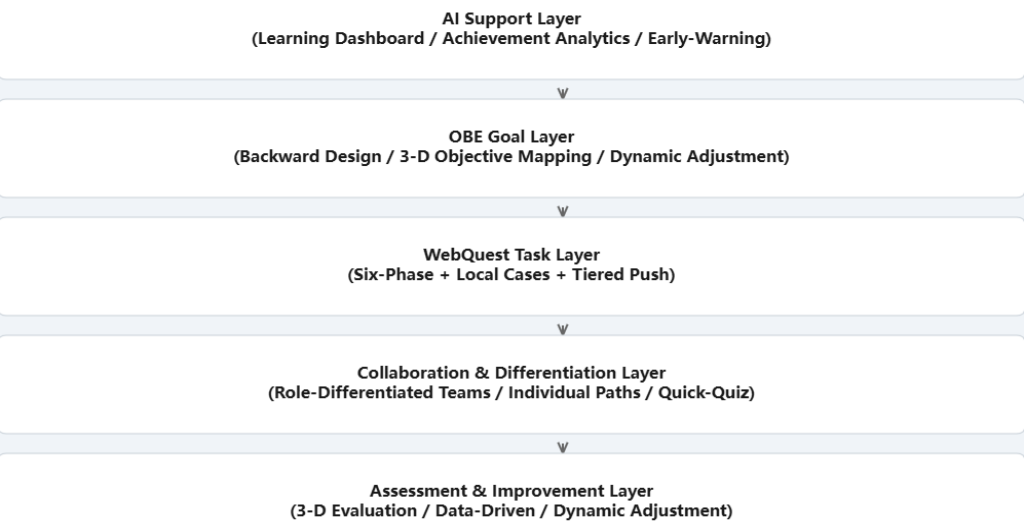 AI Support Layer
(Learning Dashboard / Achievement Analytics / Early-Warning)
OBE Goal Layer
(Backward Design / 3-D Objective Mapping / Dynamic Adjustment)
WebQuest Task Layer
(Six-Phase + Local Cases + Tiered Push)
Collaboration & Differentiation Layer
(Role-Differentiated Teams / Individual Paths / Quick-Quiz)
Assessment & Improvement Layer
(3-D Evaluation / Data-Driven / Dynamic Adjustment)